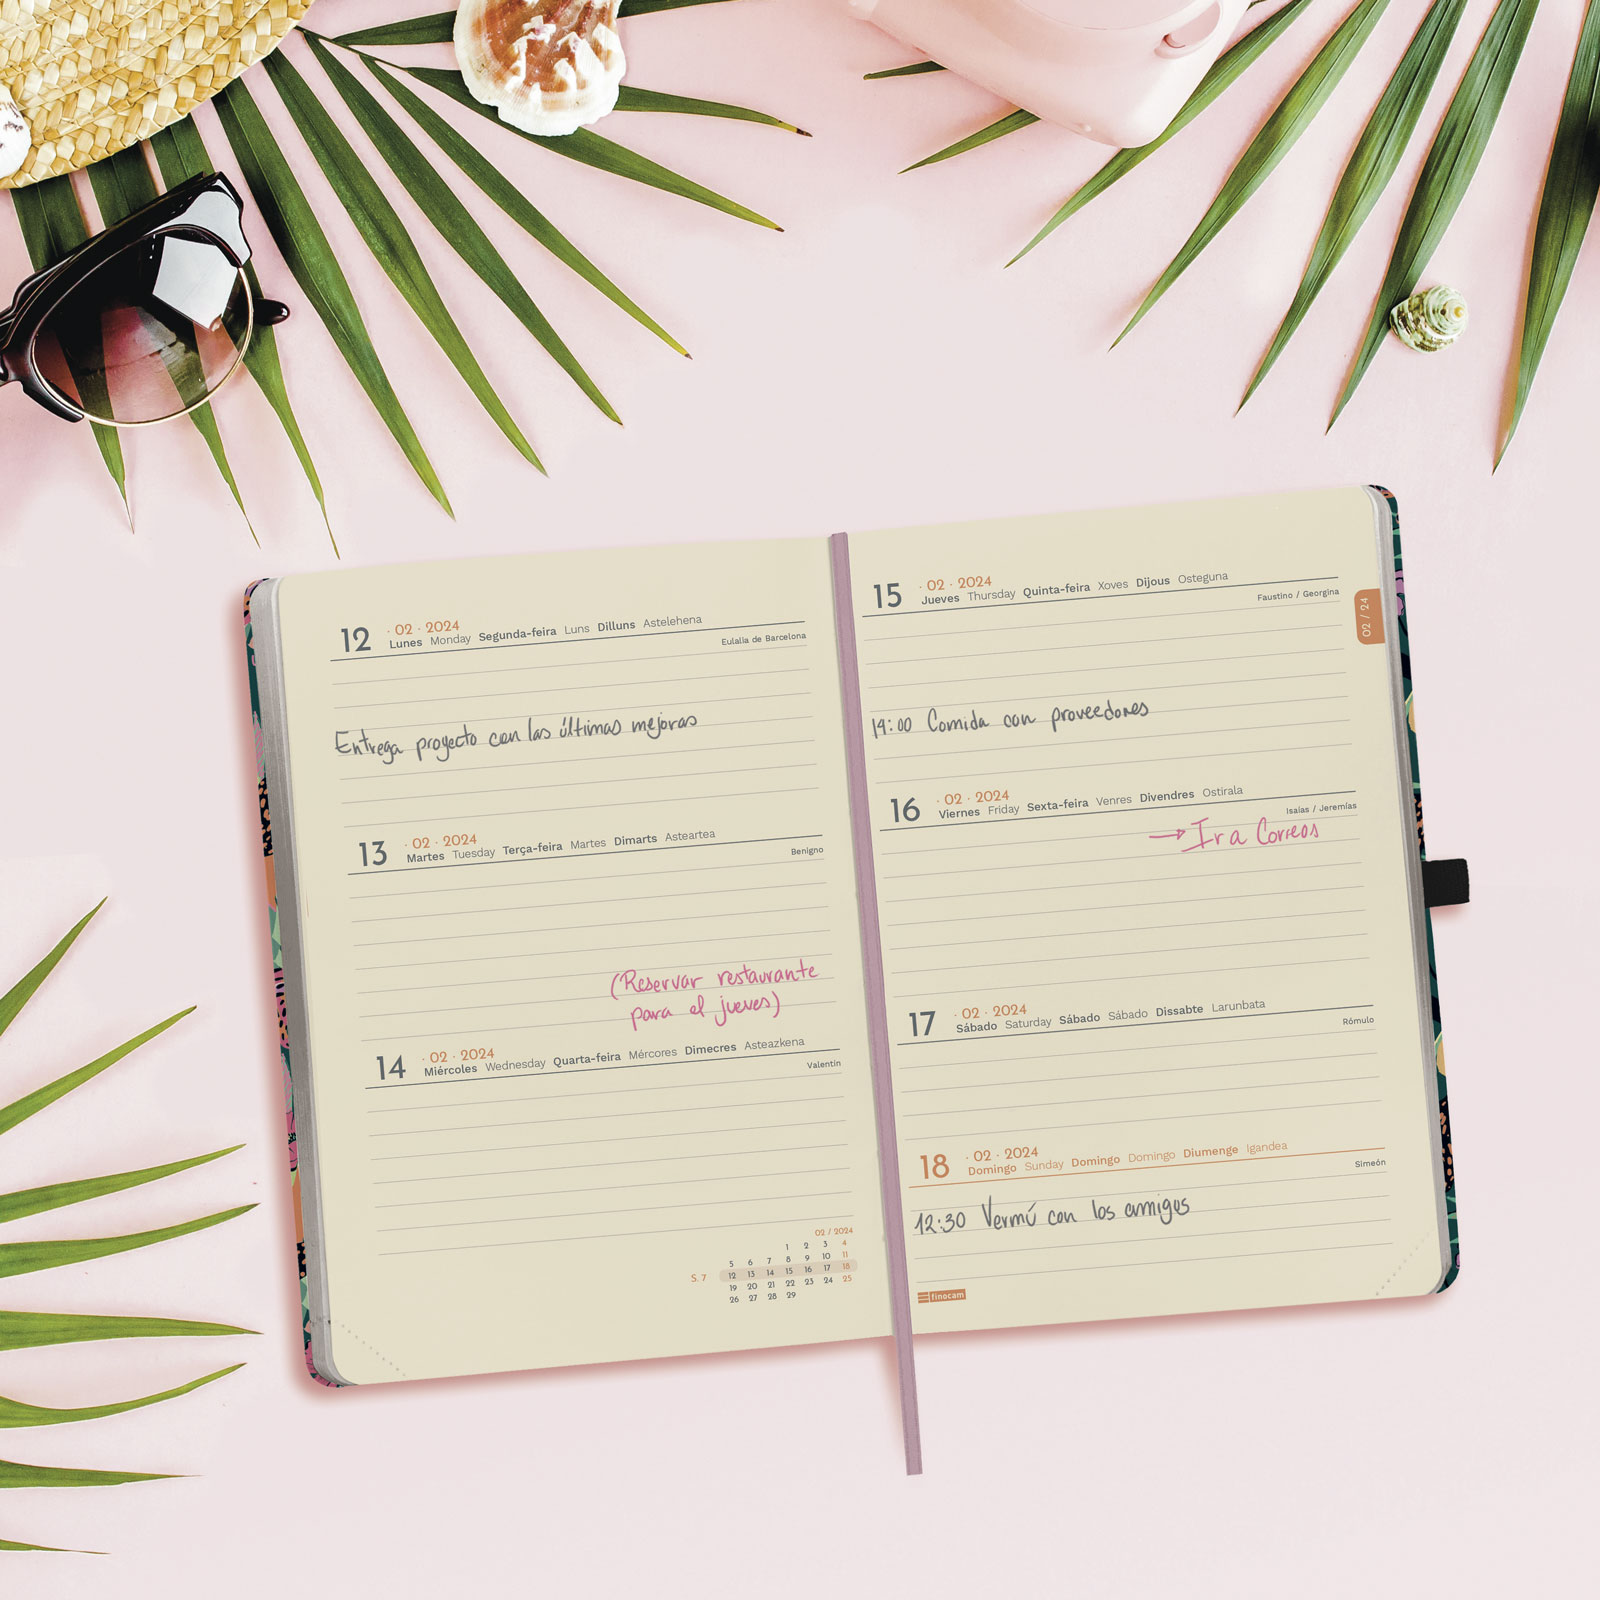 12 · 02 · 2024
Lunes Monday Segunda-feira Luns Dilluns Astelehena
Eulalia de Barcelona
Entrega proyecto con las últimas mejoras
13 · 02 · 2024
Martes Tuesday Terça-feira Martes Dimarts Asteartea
Benigno
(Reservar restaurante
para el jueves)
14 · 02 · 2024
Miércoles Wednesday Quarta-feira Mércores Dimecres Asteazkena
Valentín
02 / 2024
1 2 3 4
5 6 7 8 9 10 11
S. 7 12 13 14 15 16 17 18
19 20 21 22 23 24 25
26 27 28 29
15 · 02 · 2024
Jueves Thursday Quinta-feira Xoves Dijous Osteguna
Faustino / Georgina
02 / 24
14:00 Comida con proveedores
16 · 02 · 2024
Viernes Friday Sexta-feira Venres Divendres Ostirala
Isaías / Jeremías
→ Ir a Correos
17 · 02 · 2024
Sábado Saturday Sábado Sábado Dissabte Larunbata
Rómulo
18 · 02 · 2024
Domingo Sunday Domingo Domingo Diumenge Igandea
Simeón
12:30 Vermú con los amigos
finocam